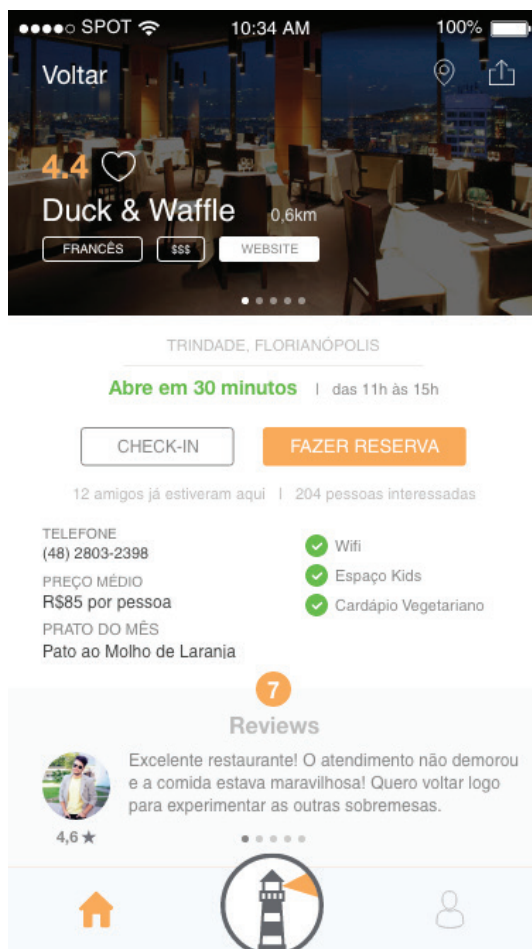 SPOT 10:34 AM 100%
Voltar
4.4
Duck & Waffle 0,6km
FRANCÊS $$$ WEBSITE
TRINDADE, FLORIANÓPOLIS
Abre em 30 minutos | das 11h às 15h
CHECK-IN FAZER RESERVA
12 amigos já estiveram aqui | 204 pessoas interessadas
TELEFONE
(48) 2803-2398
PREÇO MÉDIO
R$85 por pessoa
PRATO DO MÊS
Pato ao Molho de Laranja
Wifi
Espaço Kids
Cardápio Vegetariano
7
Reviews
Excelente restaurante! O atendimento não demorou
e a comida estava maravilhosa! Quero voltar logo
para experimentar as outras sobremesas.
4,6★